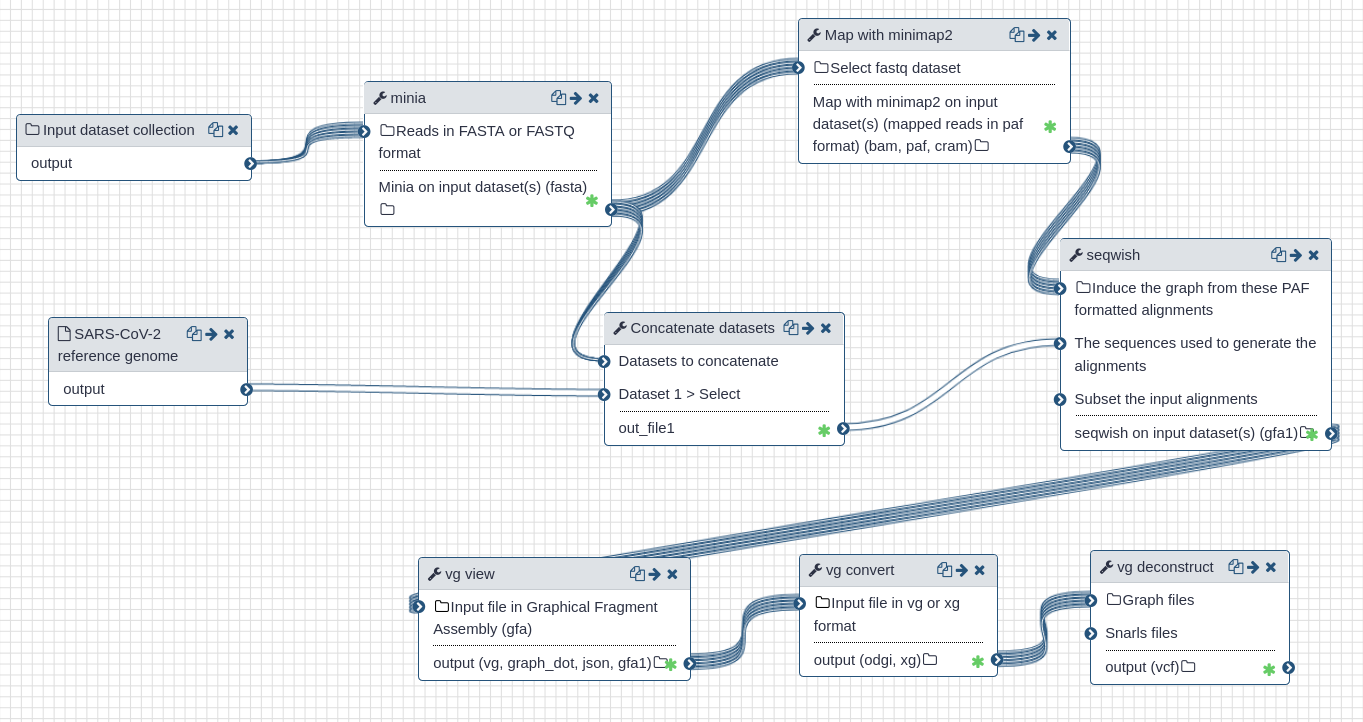 Map with minimap2
Select fastq dataset
Map with minimap2 on input
dataset(s) (mapped reads in paf
format) (bam, paf, cram)
minia
Reads in FASTA or FASTQ
format
Minia on input dataset(s) (fasta)
Input dataset collection
output
seqwish
Induce the graph from these PAF
formatted alignments
The sequences used to generate the
alignments
Subset the input alignments
seqwish on input dataset(s) (gfa1)
SARS-CoV-2
reference genome
output
Concatenate datasets
Datasets to concatenate
Dataset 1 > Select
out_file1
vg view
Input file in Graphical Fragment
Assembly (gfa)
output (vg, graph_dot, json, gfa1)
vg convert
Input file in vg or xg
format
output (odgi, xg)
vg deconstruct
Graph files
Snarls files
output (vcf)